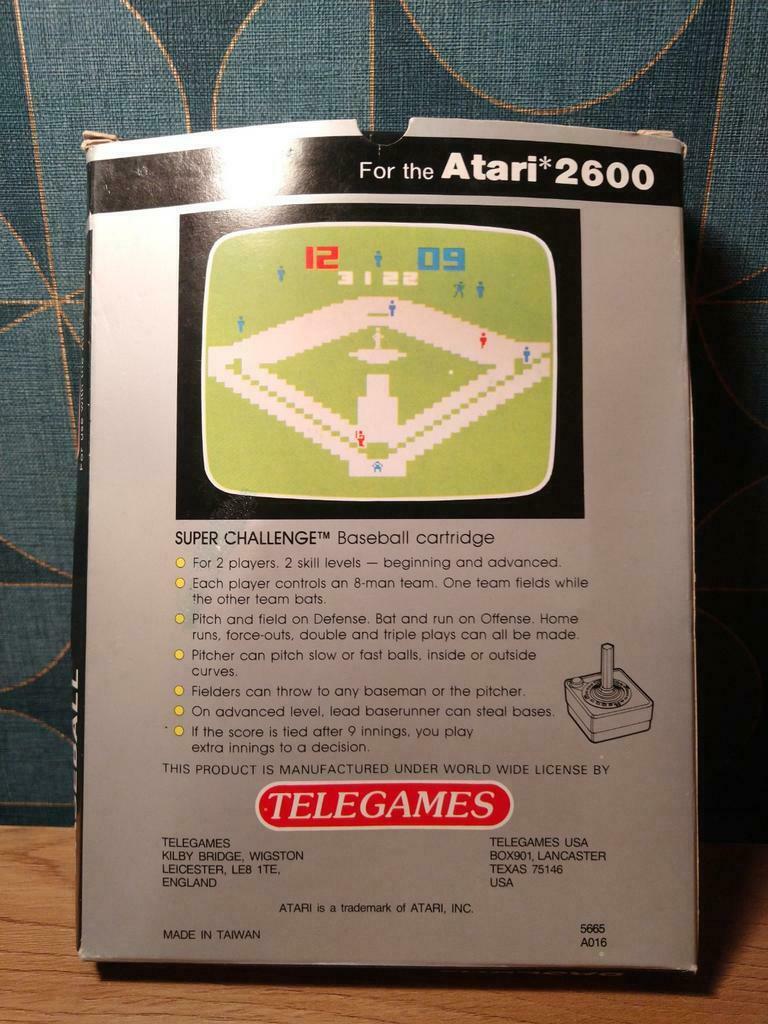 For the Atari*2600
12 09
3 1 22
SUPER CHALLENGE™ Baseball cartridge
For 2 players. 2 skill levels — beginning and advanced.
Each player controls an 8-man team. One team fields while
the other team bats.
Pitch and field on Defense. Bat and run on Offense. Home
runs, force-outs, double and triple plays can all be made.
Pitcher can pitch slow or fast balls, inside or outside
curves.
Fielders can throw to any baseman or the pitcher.
On advanced level, lead baserunner can steal bases.
If the score is tied after 9 innings, you play
extra innings to a decision.
THIS PRODUCT IS MANUFACTURED UNDER WORLD WIDE LICENSE BY
TELEGAMES
TELEGAMES
KILBY BRIDGE, WIGSTON
LEICESTER, LE8 1TE,
ENGLAND
TELEGAMES USA
BOX901, LANCASTER
TEXAS 75146
USA
ATARI is a trademark of ATARI, INC.
MADE IN TAIWAN
5665
A016